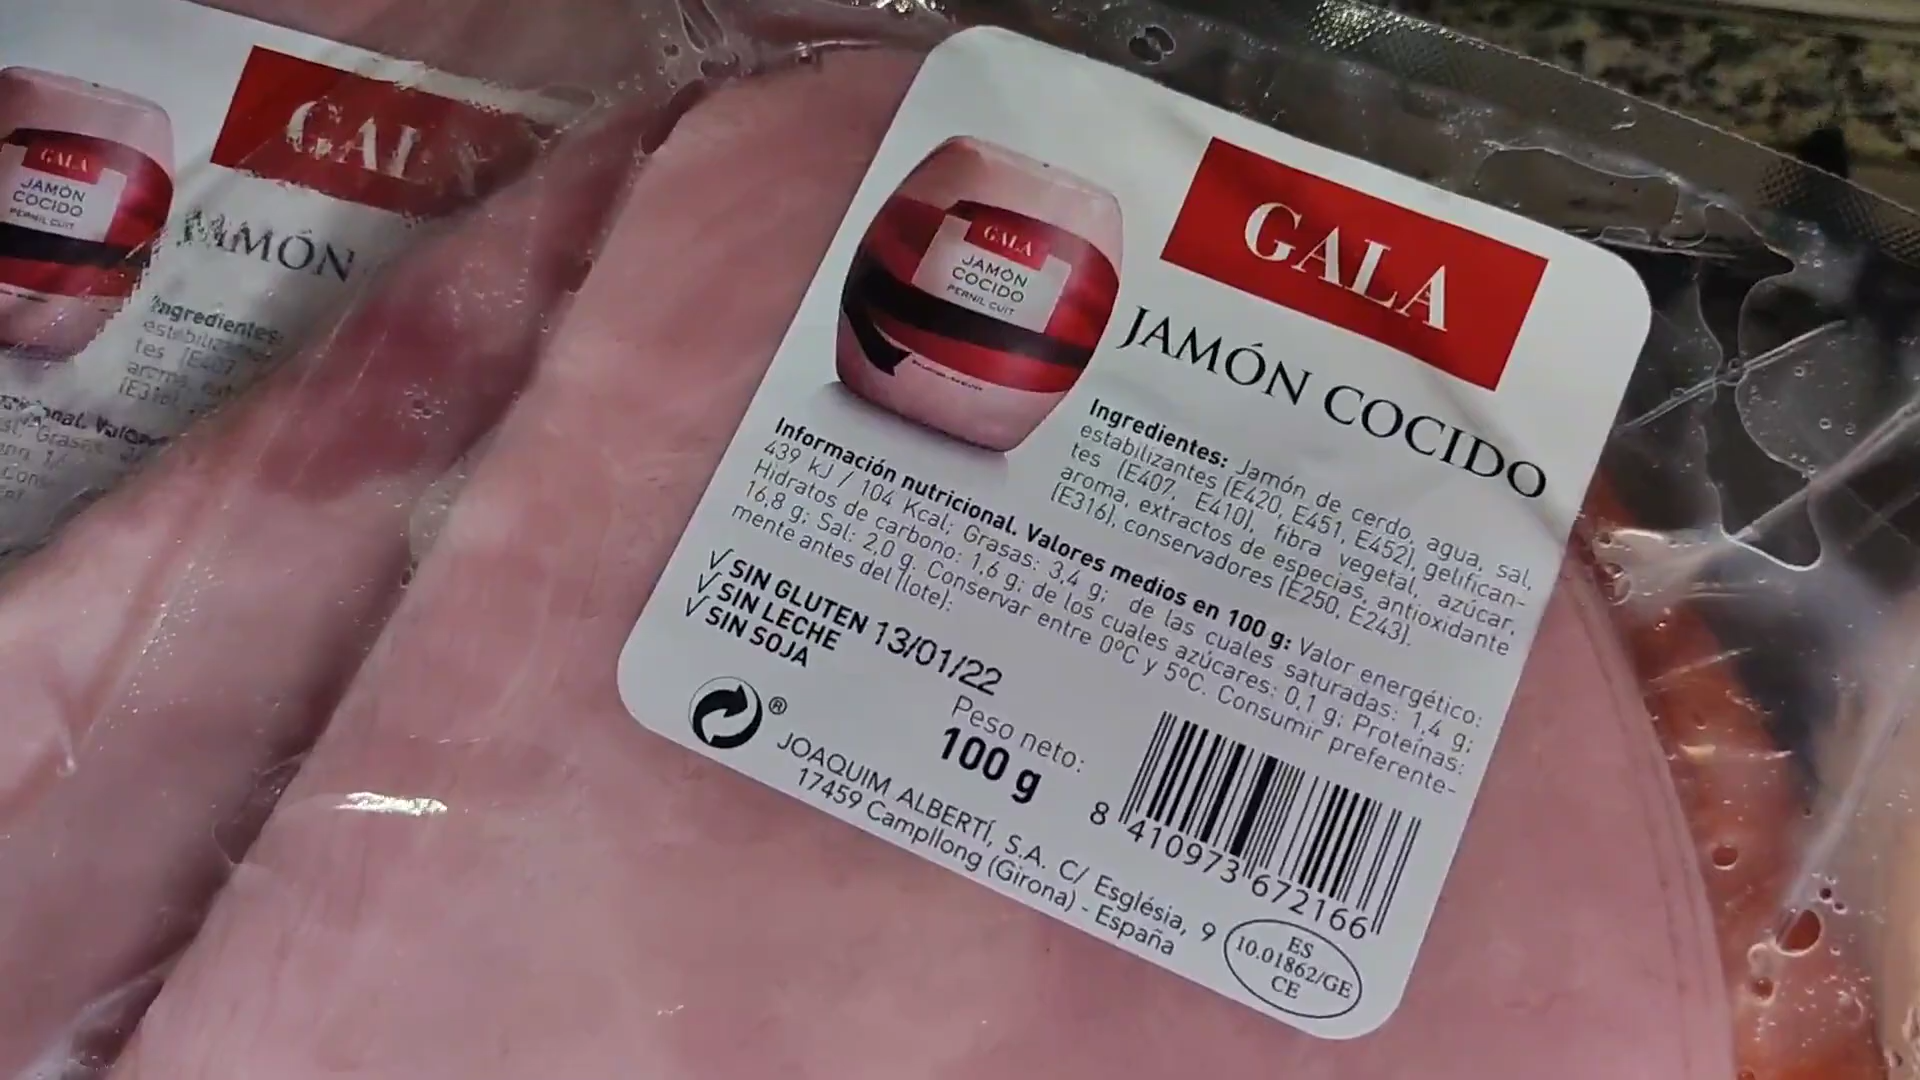 GALA
JAMÓN
COCIDO
PERNIL CUIT
JAMÓN
Ingredientes:
GALA
JAMÓN
COCIDO
PERNIL CUIT
GALA
JAMÓN COCIDO
Ingredientes: Jamón de cerdo, agua, sal,
estabilizantes (E420, E451, E452), gelifican-
tes (E407, E410), fibra vegetal, azúcar,
aroma, extractos de especias, antioxidante
(E316), conservadores (E250, E243).
Información nutricional. Valores medios en 100 g: Valor energético:
439 kJ / 104 Kcal; Grasas: 3,4 g; de las cuales saturadas: 1,4 g;
Hidratos de carbono: 1,6 g; de los cuales azúcares: 0,1 g; Proteínas:
16,8 g; Sal: 2,0 g. Conservar entre 0ºC y 5ºC. Consumir preferente-
mente antes del (lote):
√ SIN GLUTEN 13/01/22
√ SIN LECHE
√ SIN SOJA
Peso neto:
100 g
®
8 410973 672166
JOAQUIM ALBERTÍ, S.A. C/ Església, 9
17459 Campllong (Girona) - España
ES
10.01862/GE
CE